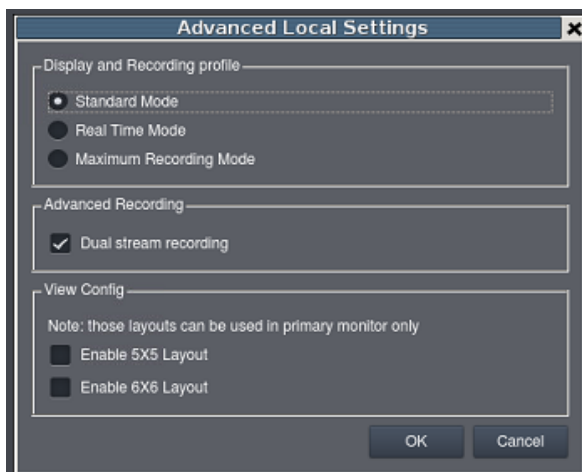 Advanced Local Settings
Display and Recording profile
Standard Mode
Real Time Mode
Maximum Recording Mode
Advanced Recording
Dual stream recording
View Config
Note: those layouts can be used in primary monitor only
Enable 5X5 Layout
Enable 6X6 Layout
OK Cancel